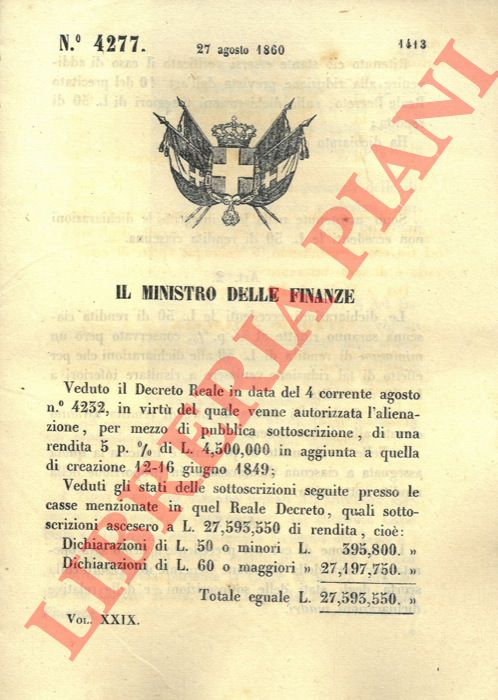 N.º 4277.
27 agosto 1860
1413
IL MINISTRO DELLE FINANZE
Veduto il Decreto Reale in data del 4 corrente agosto
n.º 4232, in virtù del quale venne autorizzata l'aliena-
zione, per mezzo di pubblica sottoscrizione, di una
rendita 5 p. % di L. 4,500,000 in aggiunta a quella
di creazione 12-16 giugno 1849;
Veduti gli stati delle sottoscrizioni seguite presso le
casse menzionate in quel Reale Decreto, quali sotto-
scrizioni ascesero a L. 27,593,550 di rendita, cioè:
Dichiarazioni di L. 50 o minori L. 395,800. »
Dichiarazioni di L. 60 o maggiori » 27,197,750. »
Totale eguale L. 27,593,550. »
VOL. XXIX.
LIBRERIA PIANI